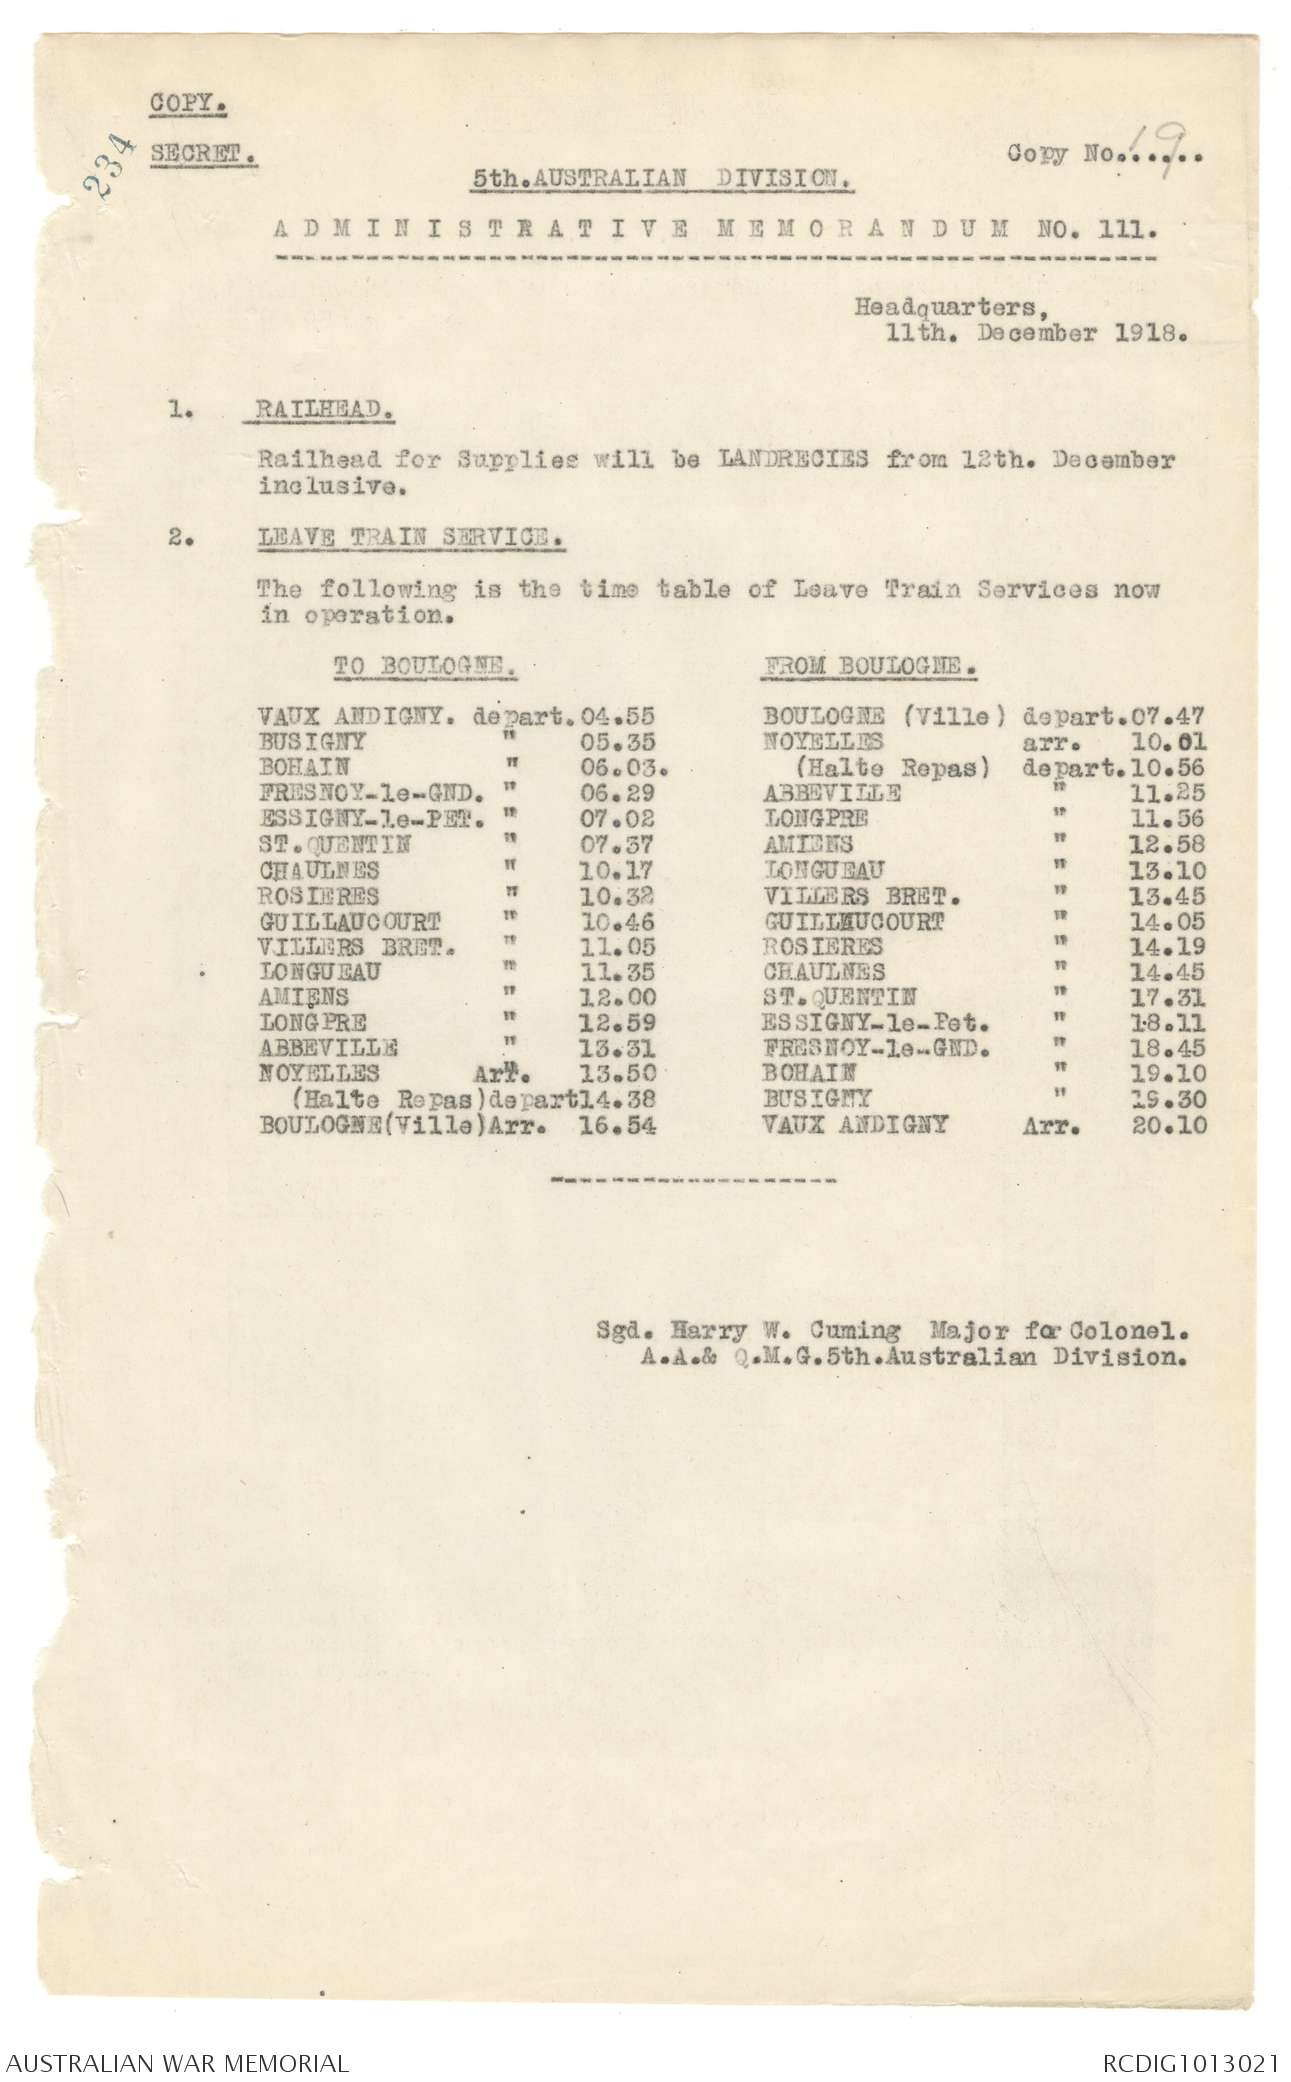 COPY.
234
SECRET.
Copy No. 19
5th.AUSTRALIAN DIVISION.
ADMINISTRATIVE MEMORANDUM NO. 111.
Headquarters,
11th. December 1918.
1. RAILHEAD.
Railhead for Supplies will be LANDRECIES from 12th. December
inclusive.
2. LEAVE TRAIN SERVICE.
The following is the time table of Leave Train Services now
in operation.
TO BOULOGNE.
VAUX ANDIGNY. depart. 04.55
BUSIGNY " 05.35
BOHAIN " 06.03.
FRESNOY-le-GND. " 06.29
ESSIGNY-le-PET. " 07.02
ST.QUENTIN " 07.37
CHAULNES " 10.17
ROSIERES " 10.32
GUILLAUCOURT " 10.46
VILLERS BRET. " 11.05
LONGUEAU " 11.35
AMIENS " 12.00
LONGPRE " 12.59
ABBEVILLE " 13.31
NOYELLES Arr. 13.50
(Halte Repas)depart14.38
BOULOGNE(Ville)Arr. 16.54
FROM BOULOGNE.
BOULOGNE (Ville) depart.07.47
NOYELLES arr. 10.01
(Halte Repas) depart.10.56
ABBEVILLE " 11.25
LONGPRE " 11.56
AMIENS " 12.58
LONGUEAU " 13.10
VILLERS BRET. " 13.45
GUILLAUCOURT " 14.05
ROSIERES " 14.19
CHAULNES " 14.45
ST.QUENTIN " 17.31
ESSIGNY-le-Pet. " 18.11
FRESNOY-le-GND. " 18.45
BOHAIN " 19.10
BUSIGNY " 19.30
VAUX ANDIGNY Arr. 20.10
Sgd. Harry W. Cuming Major for Colonel.
A.A.& Q.M.G.5th.Australian Division.
AUSTRALIAN WAR MEMORIAL
RCDIG1013021